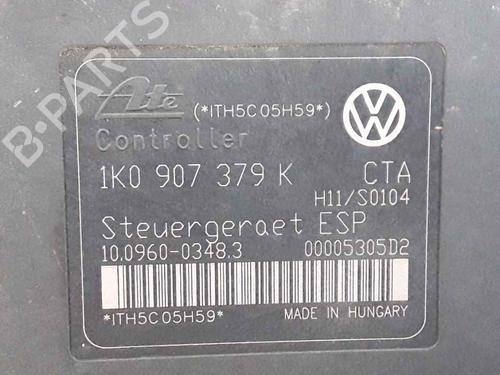 B-PARTS
Ate (*ITH5C05H59*)
Controller
1K0 907 379 K CTA
H11/S0104
Steuergeraet ESP
10.0960-0348.3 00005305D2
*ITH5C05H59* MADE IN HUNGARY